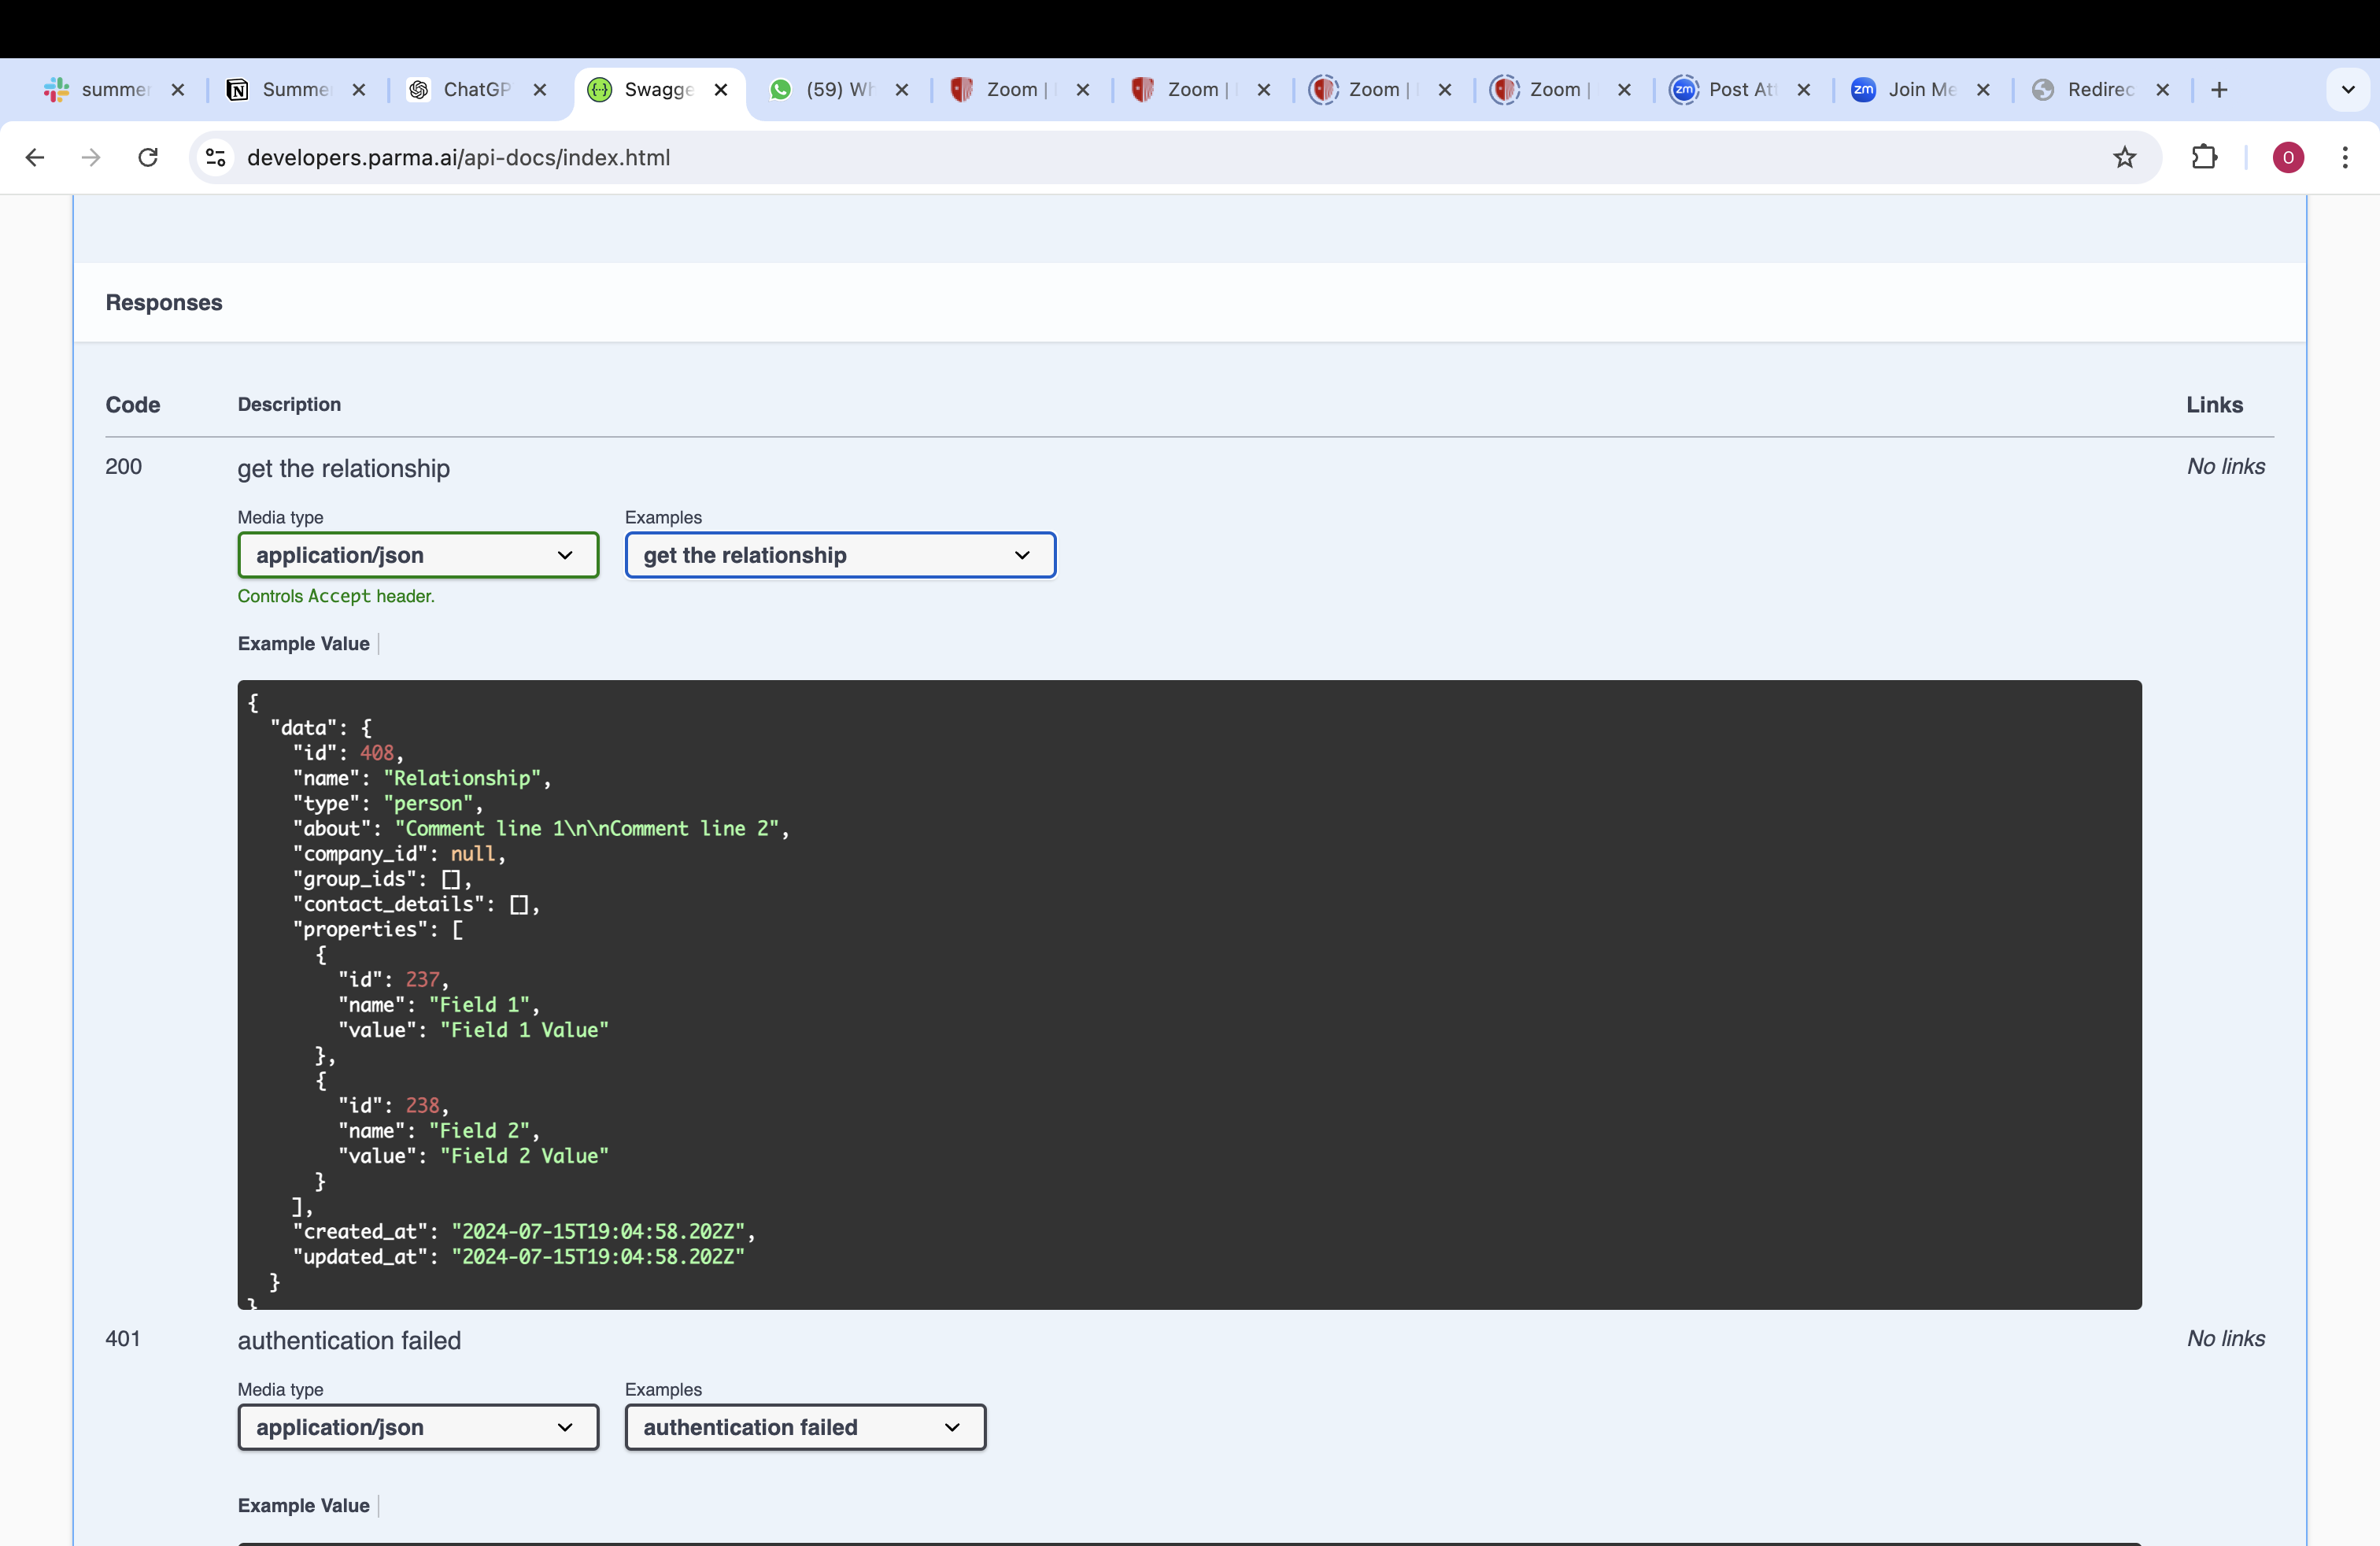 summer
Summe
ChatGP
Swagge
(59) Wh
Zoom |
Zoom |
Zoom |
Zoom |
zm
Post At
zm
Join Me
Redirec
developers.parma.ai/api-docs/index.html
O
Responses
Code Description Links
200 get the relationship No links
Media type Examples
application/json get the relationship
Controls Accept header.
Example Value
{
"data": {
"id": 408,
"name": "Relationship",
"type": "person",
"about": "Comment line 1\n\nComment line 2",
"company_id": null,
"group_ids": [],
"contact_details": [],
"properties": [
{
"id": 237,
"name": "Field 1",
"value": "Field 1 Value"
},
{
"id": 238,
"name": "Field 2",
"value": "Field 2 Value"
}
],
"created_at": "2024-07-15T19:04:58.202Z",
"updated_at": "2024-07-15T19:04:58.202Z"
}
}
401 authentication failed No links
Media type Examples
application/json authentication failed
Example Value